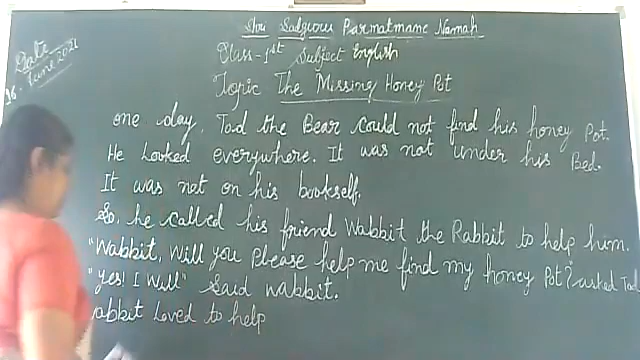 Shri Sadguru Parmatmane Namah
Date
16. June 2021
Class-1st Subject English
Topic The Missing Honey Pot
one day, Tad the Bear could not find his honey Pot.
He Looked everywhere. It was not under his Bed.
It was not on his bookself.
So, he called his friend Wabbit the Rabbit to help him.
"Wabbit, will you please help me find my honey Pot? asked Tad
"yes! I will" Said wabbit.
abbit Loved to help